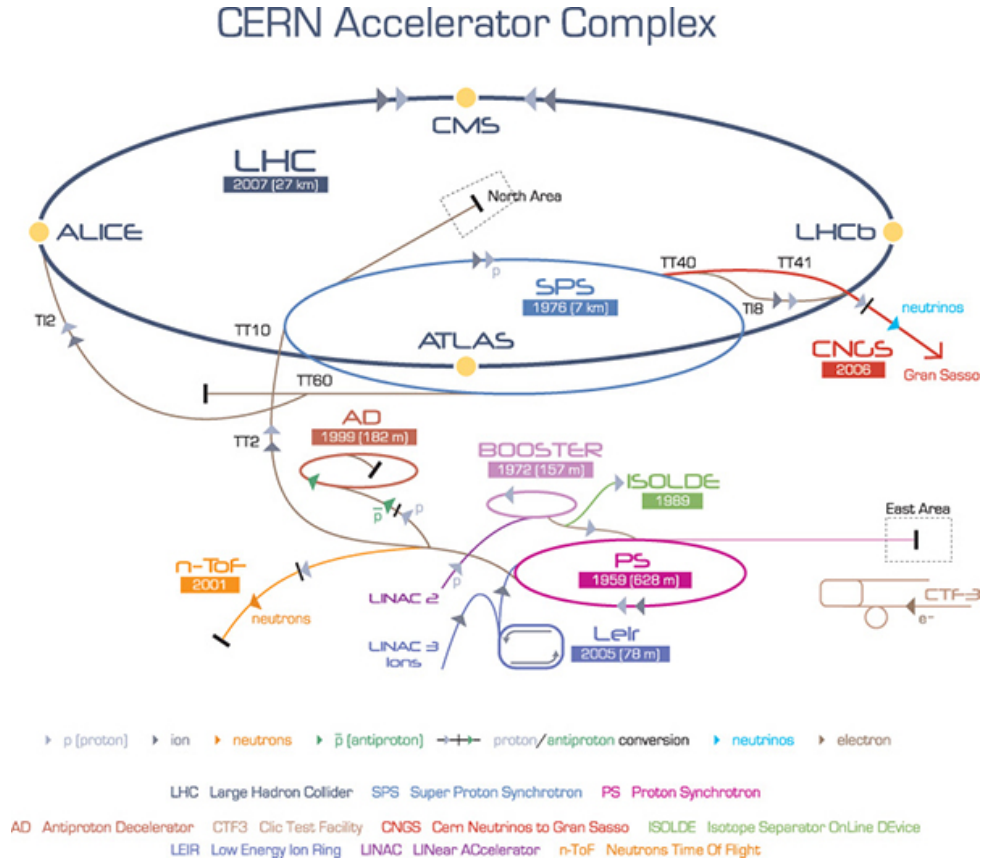 CERN Accelerator Complex
CMS
LHC
2007 (27 km)
North Area
ALICE
LHCb
TT40
TT41
SPS
1976 (7 km)
p
TI8
neutrinos
TI2
TT10
ATLAS
CNGS
2006
Gran Sasso
TT60
AD
1999 (182 m)
TT2
BOOSTER
1972 (157 m)
ISOLDE
1989
p̅
p
East Area
n-ToF
2001
PS
1959 (628 m)
p
LINAC 2
neutrons
CTF-3
e-
LINAC 3
Ions
LeIr
2005 (78 m)
p (proton) ion neutrons p̅ (antiproton) proton/antiproton conversion neutrinos electron
LHC Large Hadron Collider SPS Super Proton Synchrotron PS Proton Synchrotron
AD Antiproton Decelerator CTF3 Clic Test Facility CNGS Cern Neutrinos to Gran Sasso ISOLDE Isotope Separator OnLine DEvice
LEIR Low Energy Ion Ring LINAC LINear ACcelerator n-ToF Neutrons Time Of Flight